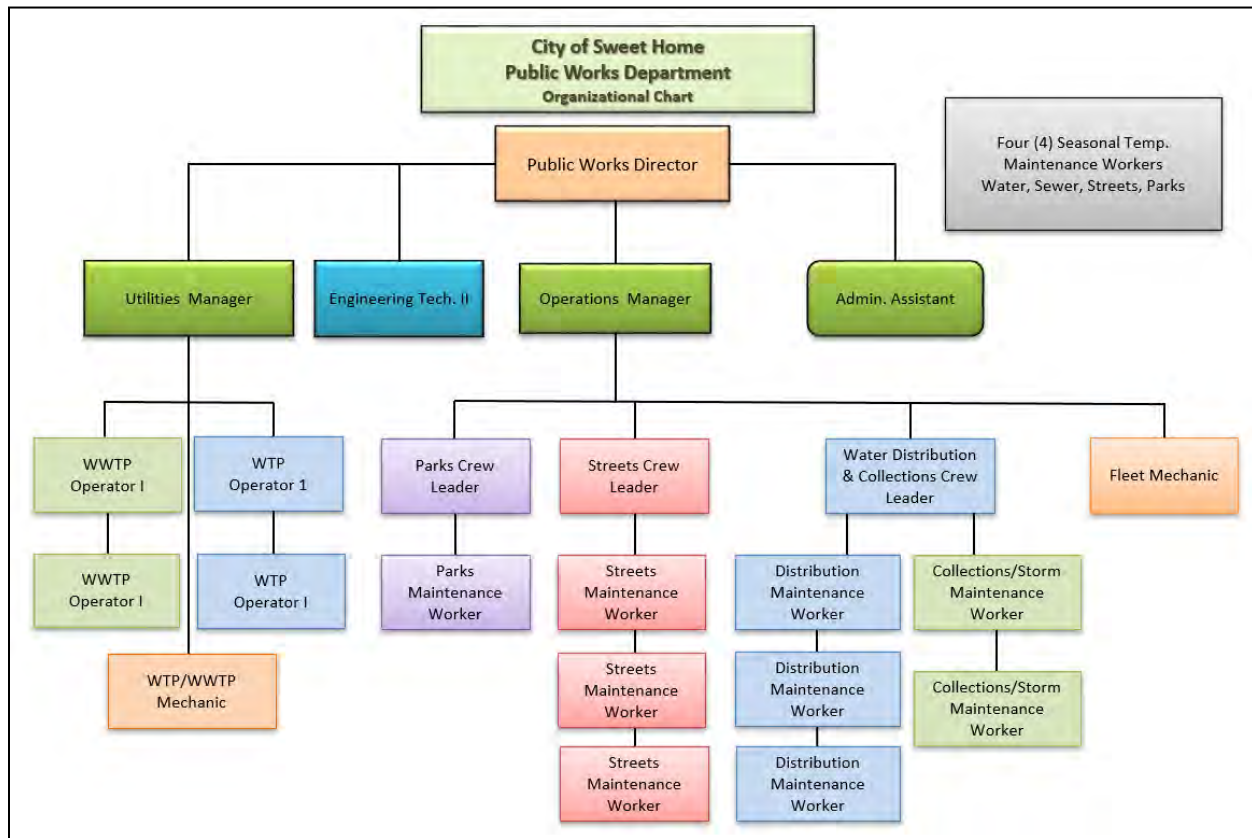 City of Sweet Home
Public Works Department
Organizational Chart
Public Works Director
Four (4) Seasonal Temp.
Maintenance Workers
Water, Sewer, Streets, Parks
Utilities Manager
Engineering Tech. II
Operations Manager
Admin. Assistant
WWTP
Operator I
WTP
Operator 1
Parks Crew
Leader
Streets Crew
Leader
Water Distribution
& Collections Crew
Leader
Fleet Mechanic
WWTP
Operator I
WTP
Operator I
Parks
Maintenance
Worker
Streets
Maintenance
Worker
Distribution
Maintenance
Worker
Collections/Storm
Maintenance
Worker
WTP/WWTP
Mechanic
Streets
Maintenance
Worker
Distribution
Maintenance
Worker
Collections/Storm
Maintenance
Worker
Streets
Maintenance
Worker
Distribution
Maintenance
Worker